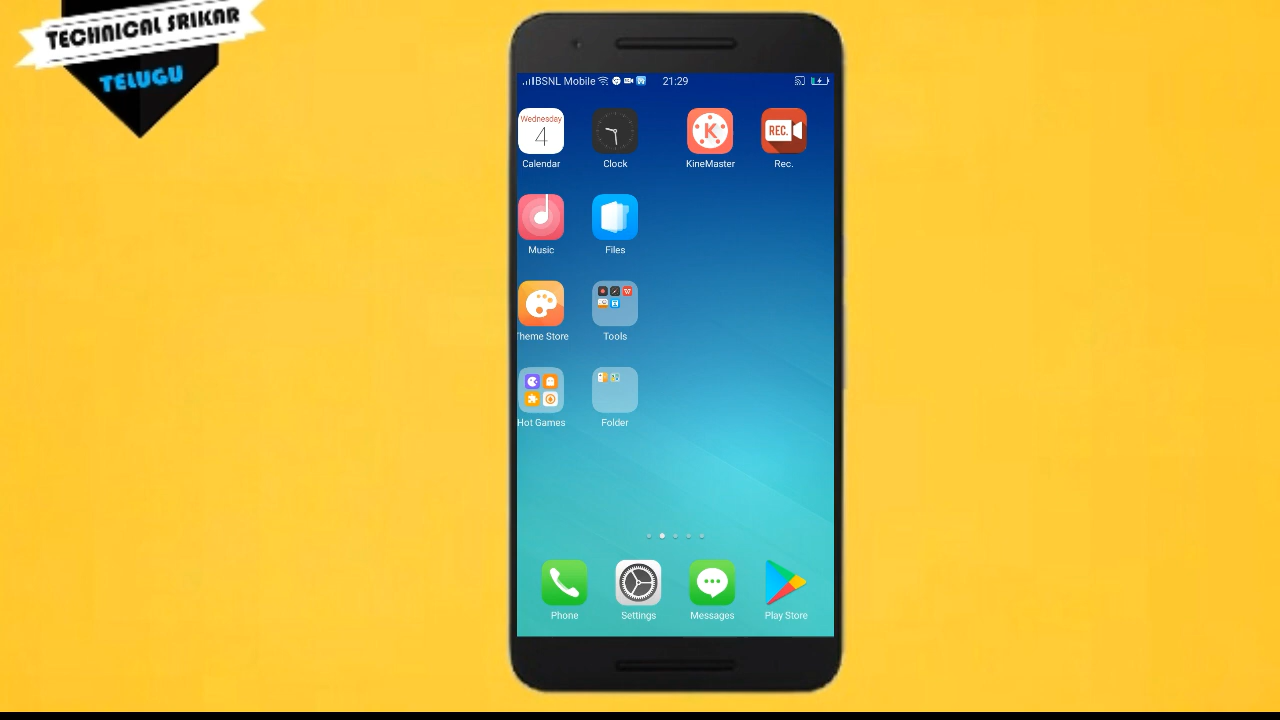 TECHNICAL SRIKAR
TELUGU
BSNL Mobile 21:29
Wednesday
4
Calendar
Clock
K
KineMaster
REC.
Rec.
Music
Files
Theme Store
Tools
Hot Games
Folder
Phone
Settings
Messages
Play Store